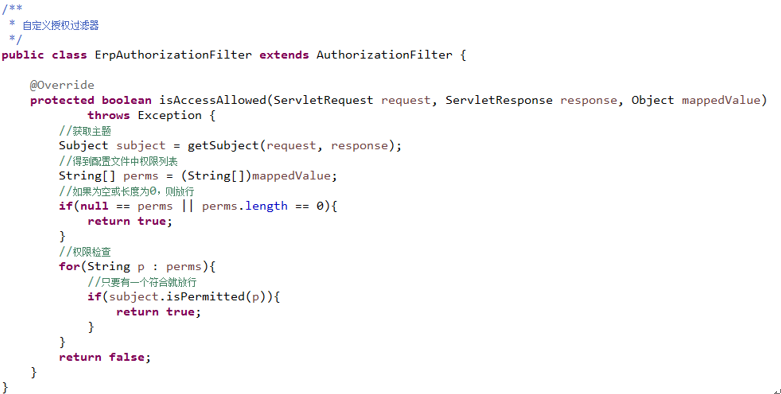 /**
 * 自定义授权过滤器
 */
public class ErpAuthorizationFilter extends AuthorizationFilter {
    @Override
    protected boolean isAccessAllowed(ServletRequest request, ServletResponse response, Object mappedValue)
            throws Exception {
        //获取主题
        Subject subject = getSubject(request, response);
        //得到配置文件中权限列表
        String[] perms = (String[])mappedValue;
        //如果为空或长度为0，则放行
        if(null == perms || perms.length == 0){
            return true;
        }
        //权限检查
        for(String p : perms){
            //只要有一个符合就放行
            if(subject.isPermitted(p)){
                return true;
            }
        }
        return false;
    }
}